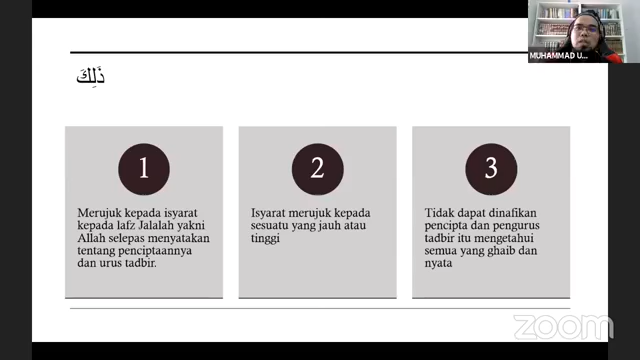 MUHAMMAD U...
ذَٰلِكَ
1
Merujuk kepada isyarat
kepada lafz Jalalah yakni
Allah selepas menyatakan
tentang penciptaannya
dan urus tadbir.
2
Isyarat merujuk kepada
sesuatu yang jauh atau
tinggi
3
Tidak dapat dinafikan
pencipta dan pengurus
tadbir itu mengetahui
semua yang ghaib dan
nyata
zoom